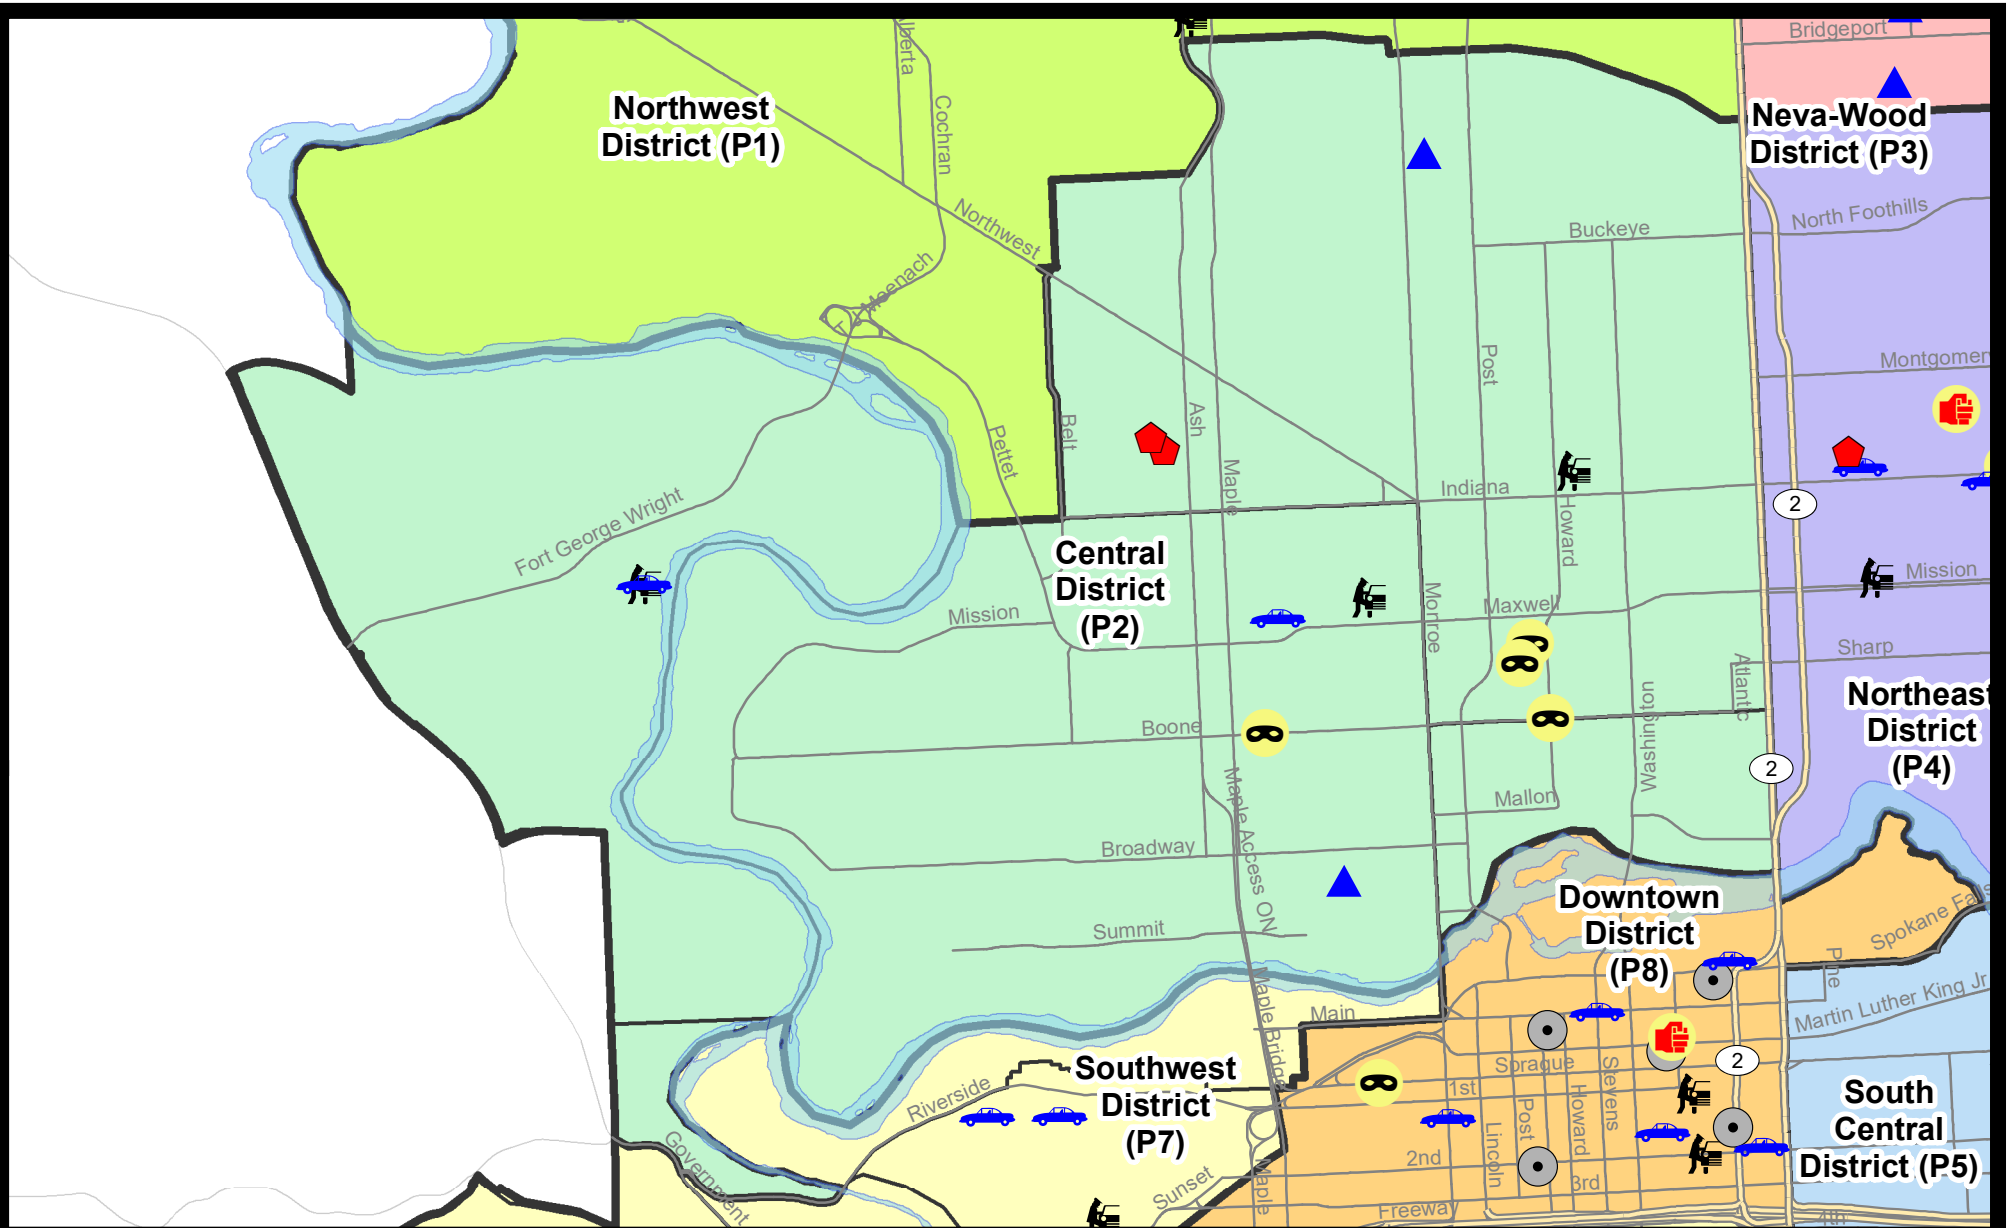 Bridgeport
lberta
Northwest
District (P1)
Cochran
Neva-Wood
District (P3)
North Foothills
Buckeye
Northwest
T J Meenach
Post
Montgomery
Belt
Ash
Pettet
Maple
Indiana
Howard
2
Fort George Wright
Central
District
(P2)
Mission
Mission
Monroe
Maxwell
Sharp
Atlantic
Washington
Northeast
District
(P4)
Boone
2
Maple Access ON
Mallon
Broadway
Downtown
District
(P8)
Summit
Spokane Fa
Pine
Martin Luther King Jr
Maple Bridge
Main
Sprague
Stevens
2
Southwest
District
(P7)
Riverside
1st
Howard
Post
Lincoln
South
Central
District (P5)
Government
2nd
3rd
Sunset
Maple
Freeway
4th